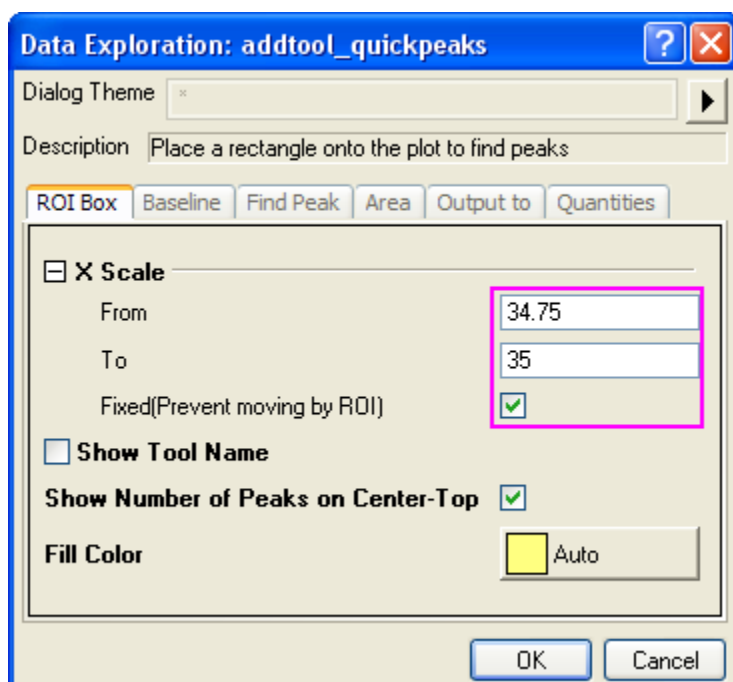 Data Exploration: addtool_quickpeaks
Dialog Theme *
Description Place a rectangle onto the plot to find peaks
ROI Box Baseline Find Peak Area Output to Quantities
X Scale
From 34.75
To 35
Fixed(Prevent moving by ROI)
Show Tool Name
Show Number of Peaks on Center-Top
Fill Color Auto
OK Cancel